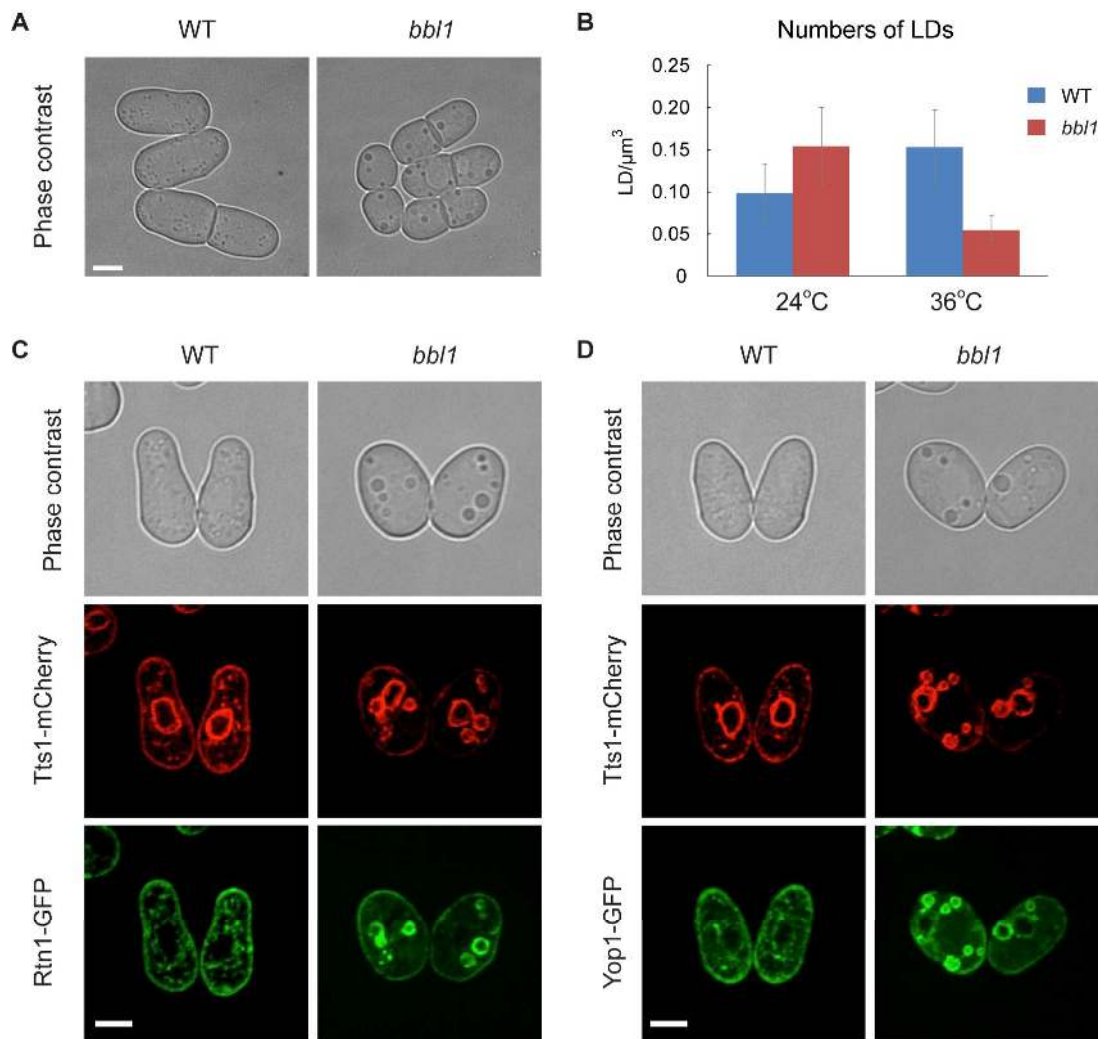 A
WT
bbl1
Phase contrast
B
Numbers of LDs
LD/µm³
0.25
0.20
0.15
0.10
0.05
0
24°C
36°C
WT
bbl1
C
WT
bbl1
Phase contrast
Tts1-mCherry
Rtn1-GFP
D
WT
bbl1
Phase contrast
Tts1-mCherry
Yop1-GFP